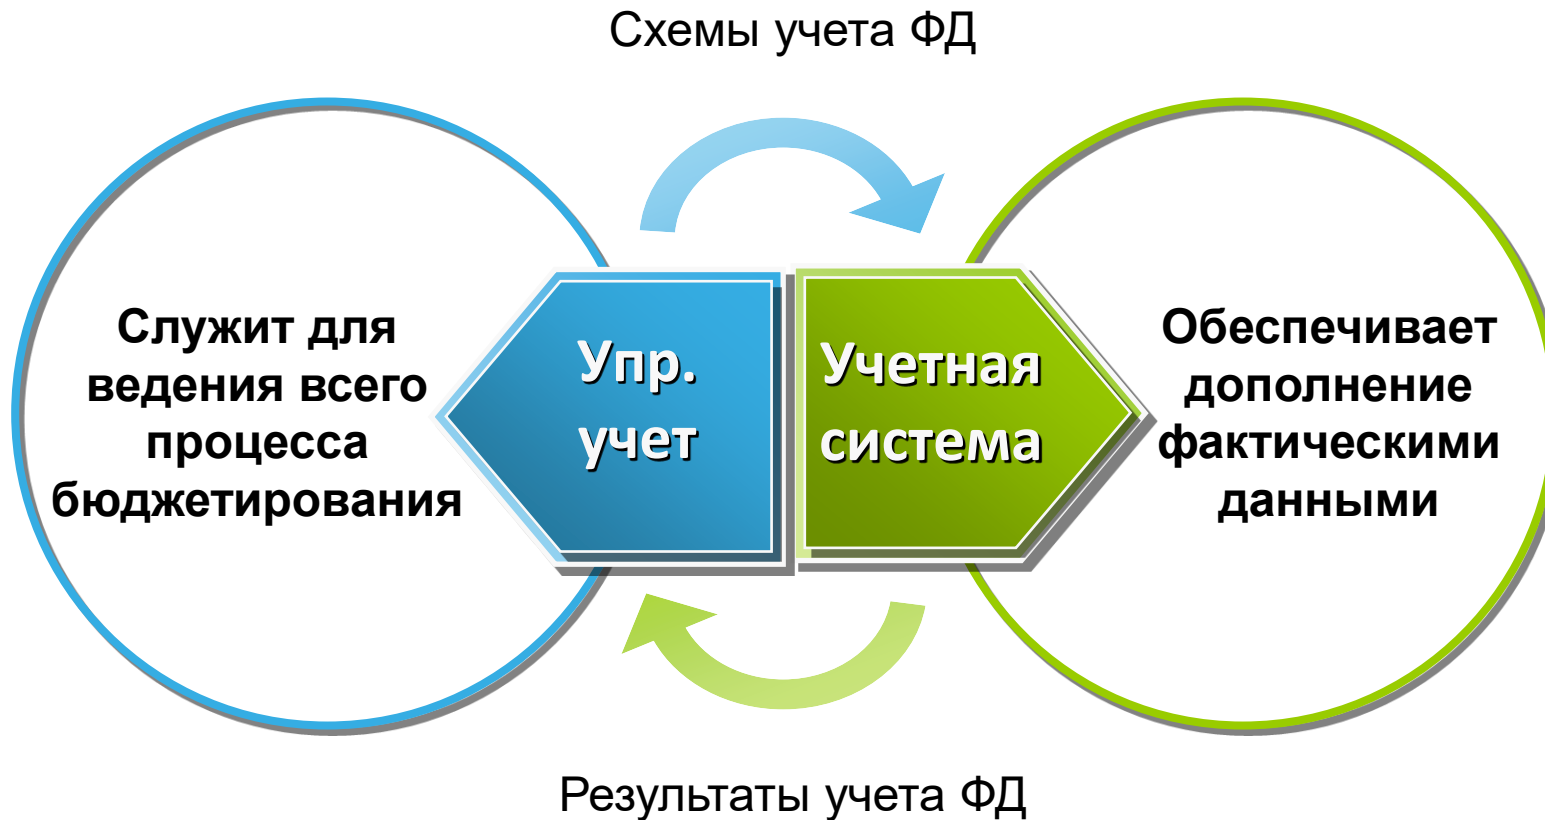 Схемы учета ФД
Служит для
ведения всего
процесса
бюджетирования
Упр.
учет
Учетная
система
Обеспечивает
дополнение
фактическими
данными
Результаты учета ФД